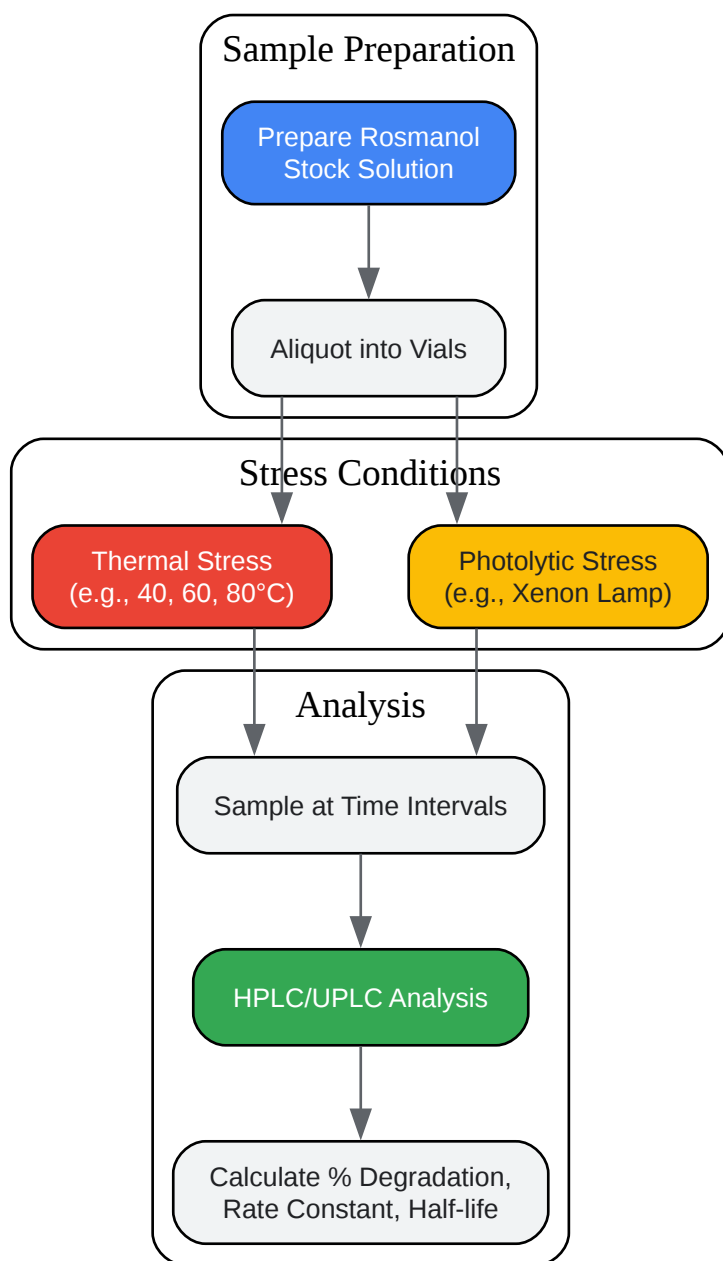 Sample Preparation
Prepare Rosmanol
Stock Solution
Aliquot into Vials
Stress Conditions
Thermal Stress
(e.g., 40, 60, 80°C)
Photolytic Stress
(e.g., Xenon Lamp)
Analysis
Sample at Time Intervals
HPLC/UPLC Analysis
Calculate % Degradation,
Rate Constant, Half-life